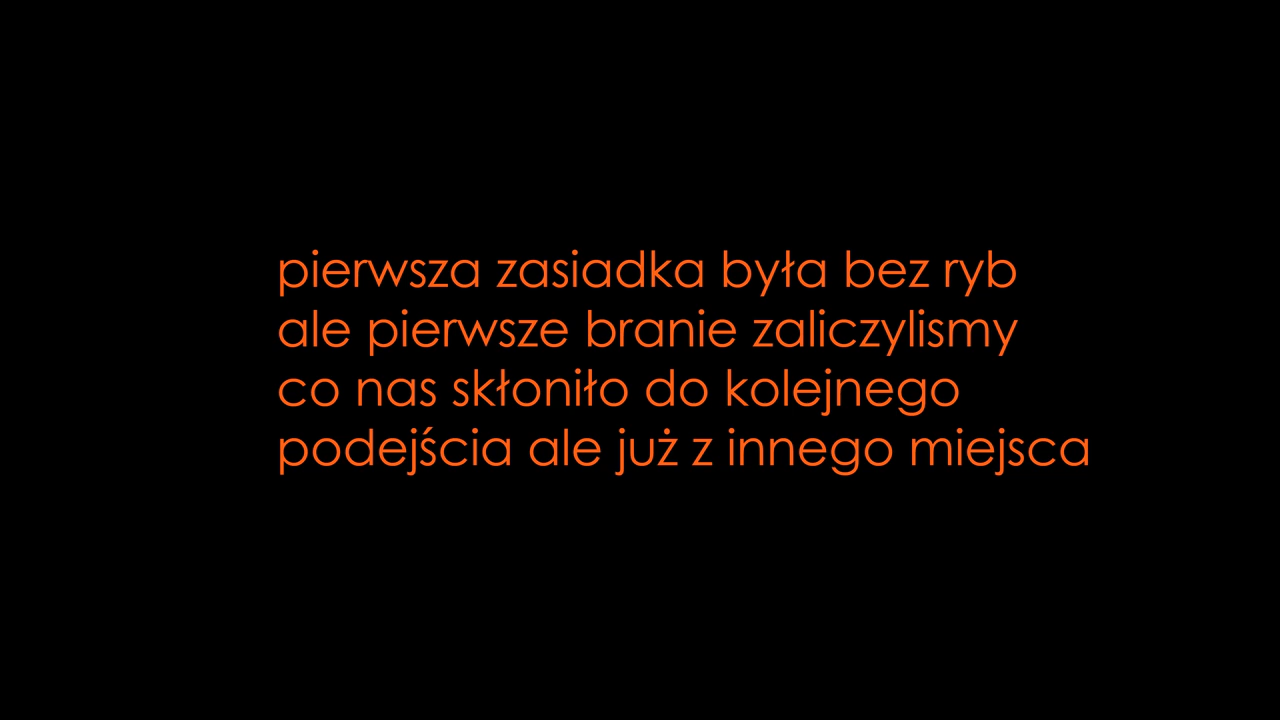 pierwsza zasiadka była bez ryb
ale pierwsze branie zaliczylismy
co nas skłoniło do kolejnego
podejścia ale już z innego miejsca